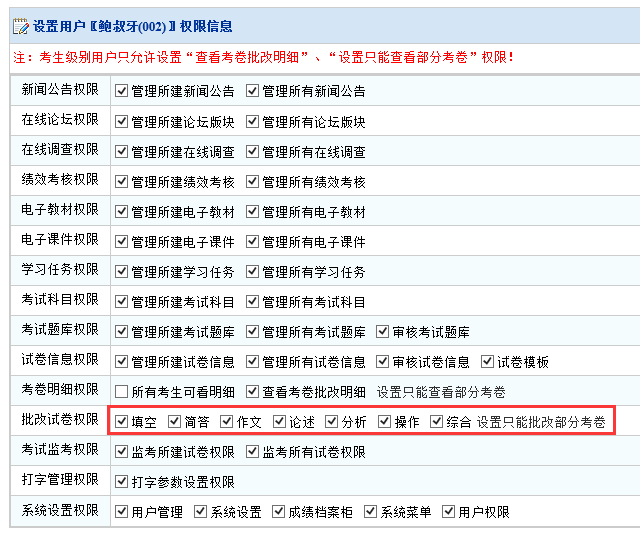 设置用户〖鲍叔牙(002)〗权限信息
注：考生级别用户只允许设置“查看考卷批改明细”、“设置只能查看部分考卷”权限！
新闻公告权限 管理所建新闻公告 管理所有新闻公告
在线论坛权限 管理所建论坛版块 管理所有论坛版块
在线调查权限 管理所建在线调查 管理所有在线调查
绩效考核权限 管理所建绩效考核 管理所有绩效考核
电子教材权限 管理所建电子教材 管理所有电子教材
电子课件权限 管理所建电子课件 管理所有电子课件
学习任务权限 管理所建学习任务 管理所有学习任务
考试科目权限 管理所建考试科目 管理所有考试科目
考试题库权限 管理所建考试题库 管理所有考试题库 审核考试题库
试卷信息权限 管理所建试卷信息 管理所有试卷信息 审核试卷信息 试卷模板
考卷明细权限 所有考生可看明细 查看考卷批改明细 设置只能查看部分考卷
批改试卷权限 填空 简答 作文 论述 分析 操作 综合 设置只能批改部分考卷
考试监考权限 监考所建试卷权限 监考所有试卷权限
打字管理权限 打字参数设置权限
系统设置权限 用户管理 系统设置 成绩档案柜 系统菜单 用户权限